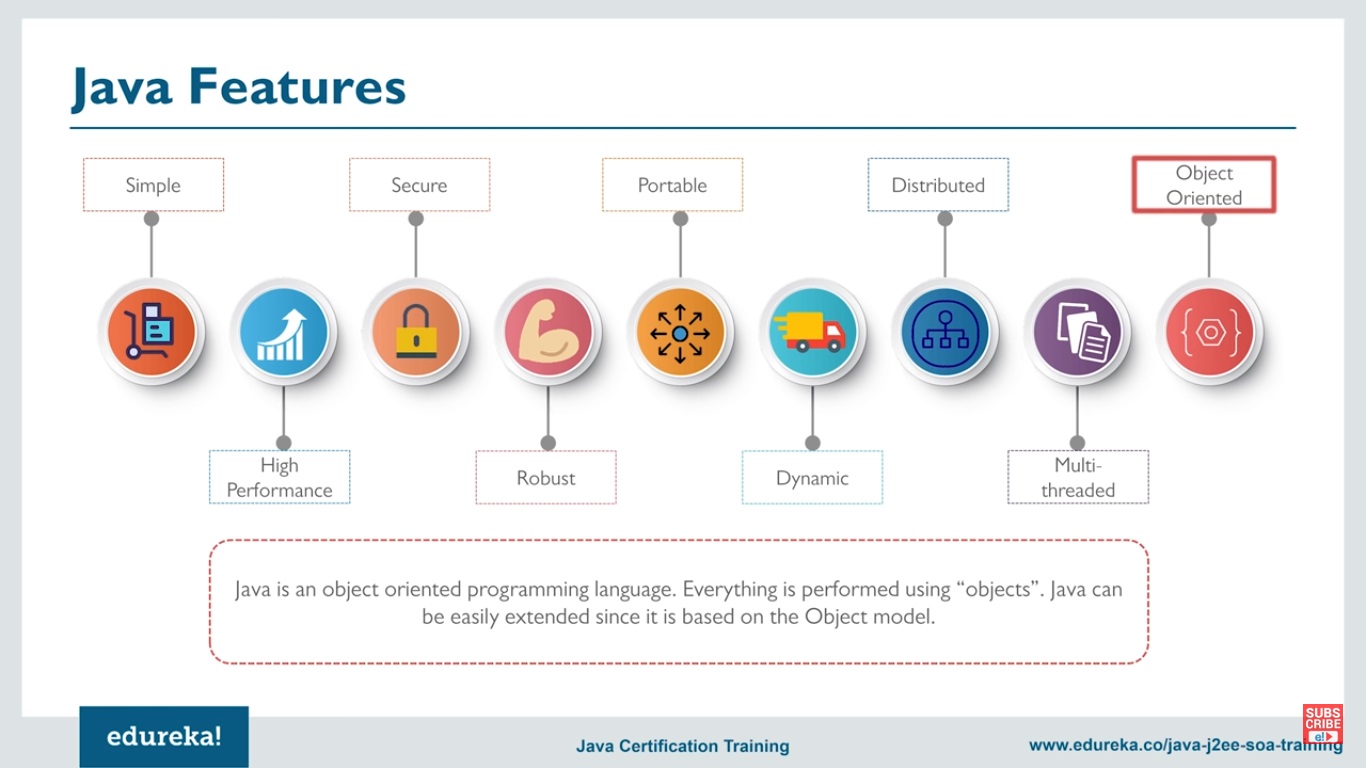 Java Features
Simple
Secure
Portable
Distributed
Object
Oriented
High
Performance
Robust
Dynamic
Multi-
threaded
Java is an object oriented programming language. Everything is performed using “objects”. Java can
be easily extended since it is based on the Object model.
edureka!
Java Certification Training
www.edureka.co/java-j2ee-soa-training
SUBS
CRIBE
e!